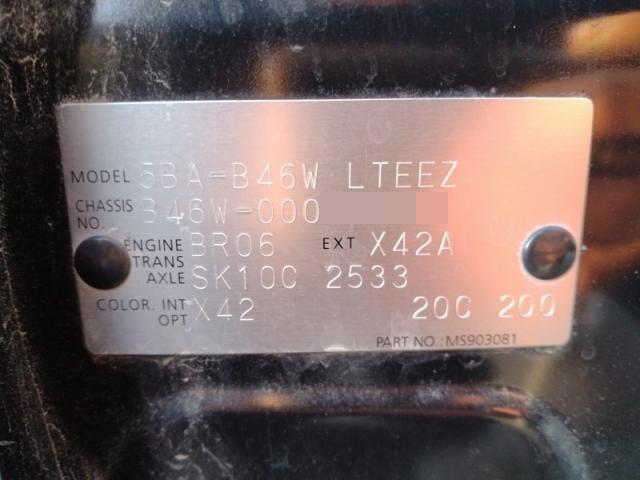 MODEL 5BA-B46W LTEEZ
CHASSIS NO. B46W-000
ENGINE BR06 EXT X42A
TRANS AXLE SK10C 2533
COLOR. INT OPT X42 20C 200
PART NO.:MS903081